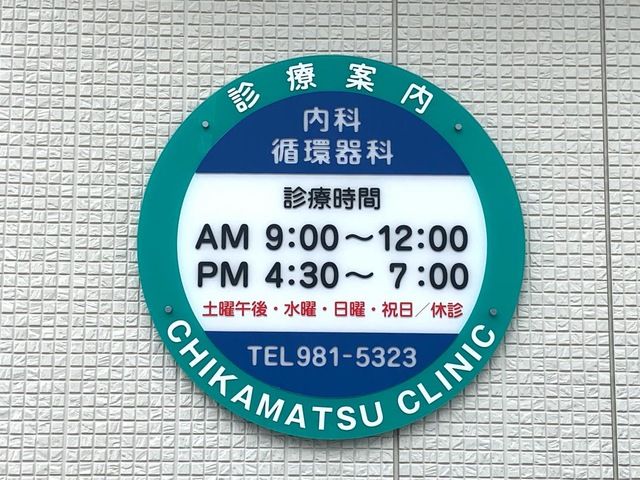 診療案内
内科
循環器科
診療時間
AM 9:00～12:00
PM 4:30～ 7:00
土曜午後・水曜・日曜・祝日／休診
TEL981-5323
CHIKAMATSU CLINIC